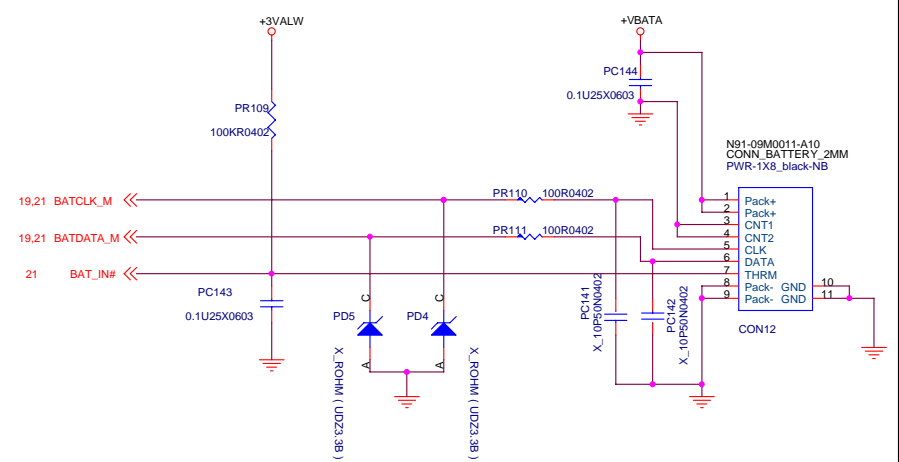 +3VALW
+VBATA
PC144
0.1U25X0603
PR109
100KR0402
N91-09M0011-A10
CONN_BATTERY_2MM
PWR-1X8_black-NB
19,21 BATCLK_M
PR110 100R0402
19,21 BATDATA_M
PR111 100R0402
21 BAT_IN#
1 Pack+
2 Pack+
3 CNT1
4 CNT2
5 CLK
6 DATA
7 THRM
8 Pack- GND 10
9 Pack- GND 11
CON12
PC143
0.1U25X0603
PD5
C
A
X_ROHM ( UDZ3.3B )
PD4
C
A
X_ROHM ( UDZ3.3B )
PC141
X_10P50N0402
PC142
X_10P50N0402